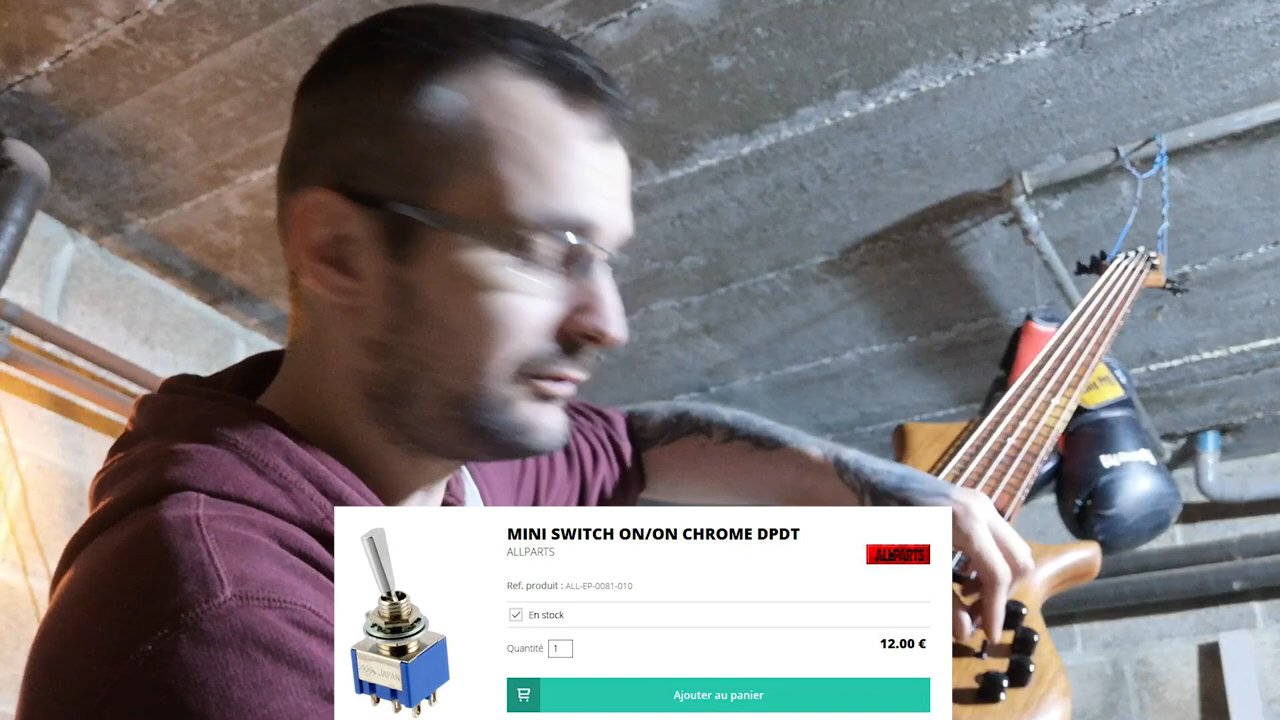 MINI SWITCH ON/ON CHROME DPDT
ALLPARTS
ALLPARTS
Ref. produit : ALL-EP-0081-010
En stock
Quantité 1
12.00 €
JAPAN
Ajouter au panier